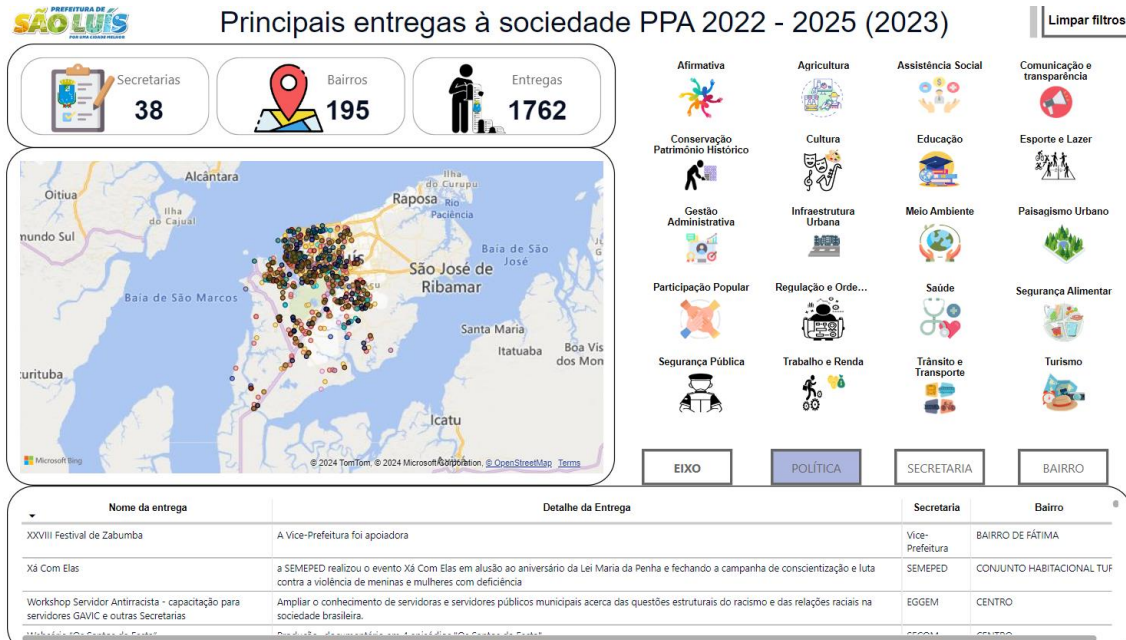 PREFEITURA DE
SÃO LUÍS
POR UMA CIDADE MELHOR
Principais entregas à sociedade PPA 2022 - 2025 (2023)
Limpar filtros
Secretarias
38
Bairros
195
Entregas
1762
Alcântara
Oitiua
Ilha
do Cajual
mundo Sul
Ilha
do Curupu
Raposa
Rio
Paciência
Baía de São
José
São José de
Ribamar
Baía de São Marcos
Santa Maria
Itatuaba
Boa Vis
dos Mon
curituba
Icatu
Microsoft Bing
© 2024 TomTom, © 2024 Microsoft Corporation, © OpenStreetMap Terms
Afirmativa
Agricultura
Assistência Social
Comunicação e
transparência
Conservação
Patrimônio Histórico
Cultura
Educação
Esporte e Lazer
Gestão
Administrativa
Infraestrutura
Urbana
Meio Ambiente
Paisagismo Urbano
Participação Popular
Regulação e Orde...
Saúde
Segurança Alimentar
Segurança Pública
Trabalho e Renda
Trânsito e
Transporte
Turismo
EIXO
POLÍTICA
SECRETARIA
BAIRRO
Nome da entrega
Detalhe da Entrega
Secretaria
Bairro
XXVIII Festival de Zabumba
A Vice-Prefeitura foi apoiadora
Vice-
Prefeitura
BAIRRO DE FÁTIMA
Xá Com Elas
a SEMEPED realizou o evento Xá Com Elas em alusão ao aniversário da Lei Maria da Penha e fechando a campanha de conscientização e luta
contra a violência de meninas e mulheres com deficiência
SEMEPED
CONJUNTO HABITACIONAL TUR
Workshop Servidor Antirracista - capacitação para
servidores GAVIC e outras Secretarias
Ampliar o conhecimento de servidoras e servidores públicos municipais acerca das questões estruturais do racismo e das relações raciais na
sociedade brasileira.
EGGEM
CENTRO